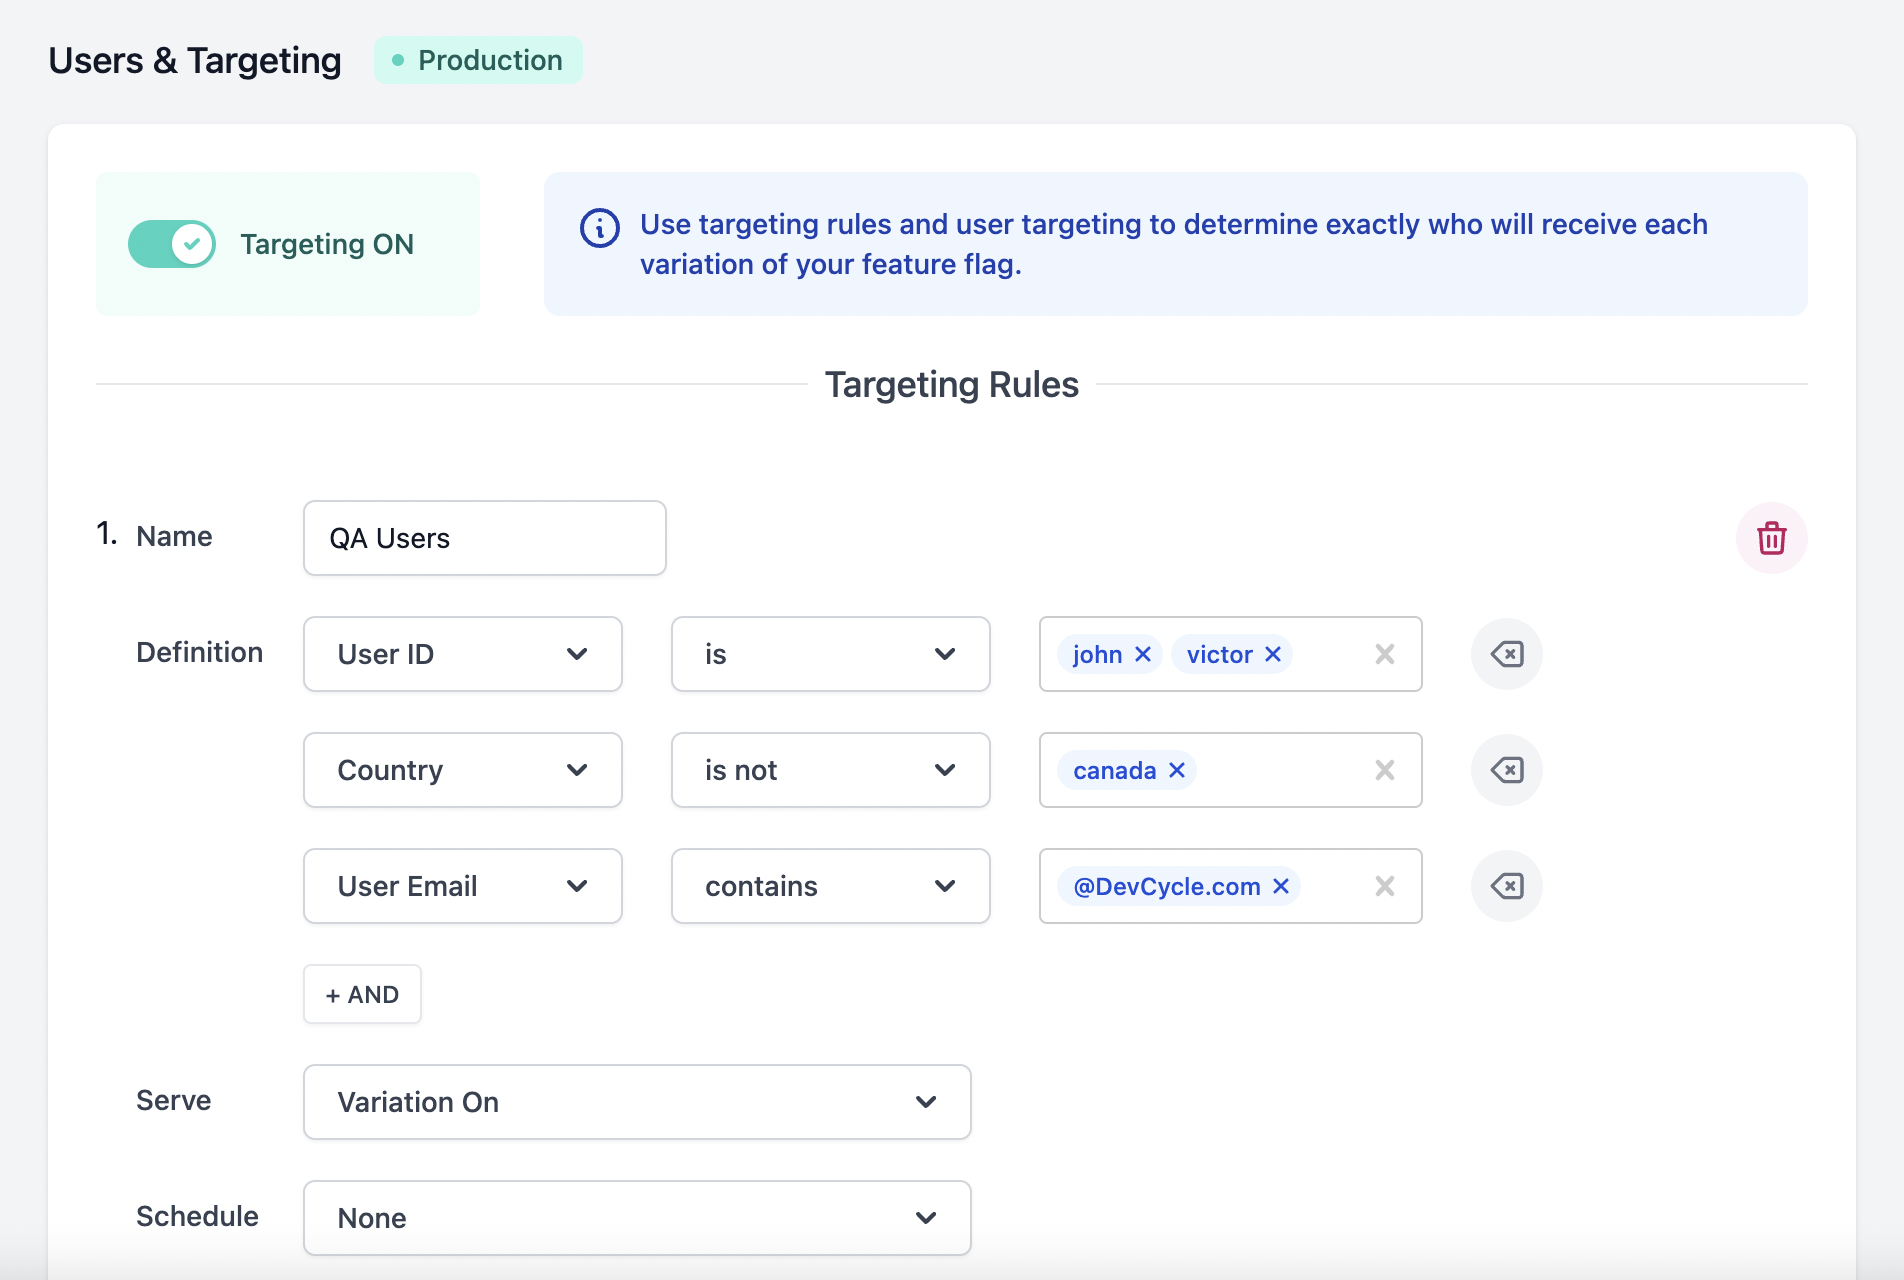 Users & Targeting Production
Targeting ON
Use targeting rules and user targeting to determine exactly who will receive each
variation of your feature flag.
Targeting Rules
1. Name QA Users
Definition User ID is john victor
Country is not canada
User Email contains @DevCycle.com
+ AND
Serve Variation On
Schedule None